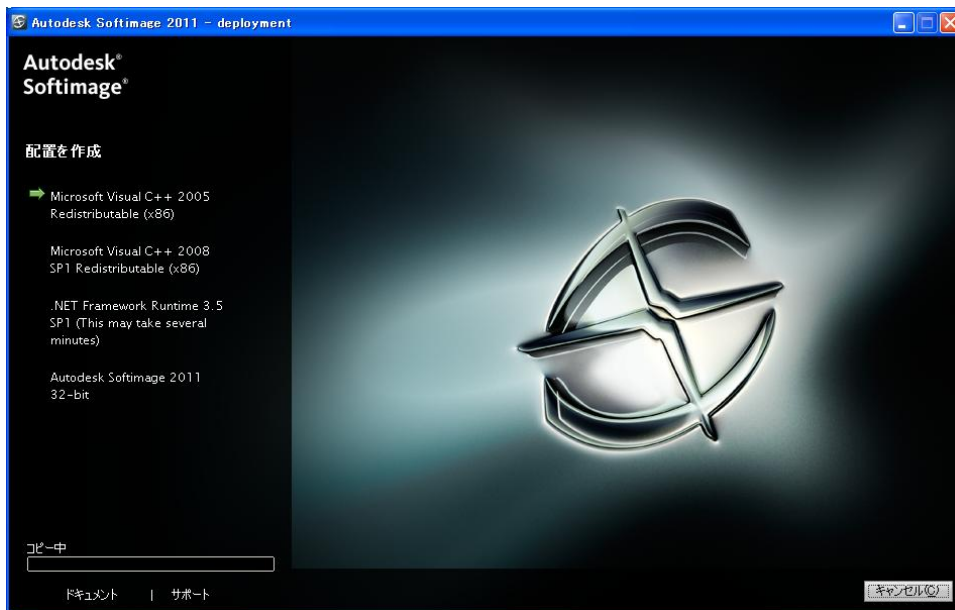 Autodesk Softimage 2011 - deployment
Autodesk®
Softimage®
配置を作成
Microsoft Visual C++ 2005
Redistributable (x86)
Microsoft Visual C++ 2008
SP1 Redistributable (x86)
.NET Framework Runtime 3.5
SP1 (This may take several
minutes)
Autodesk Softimage 2011
32-bit
コピー中
ドキュメント | サポート
キャンセル(C)